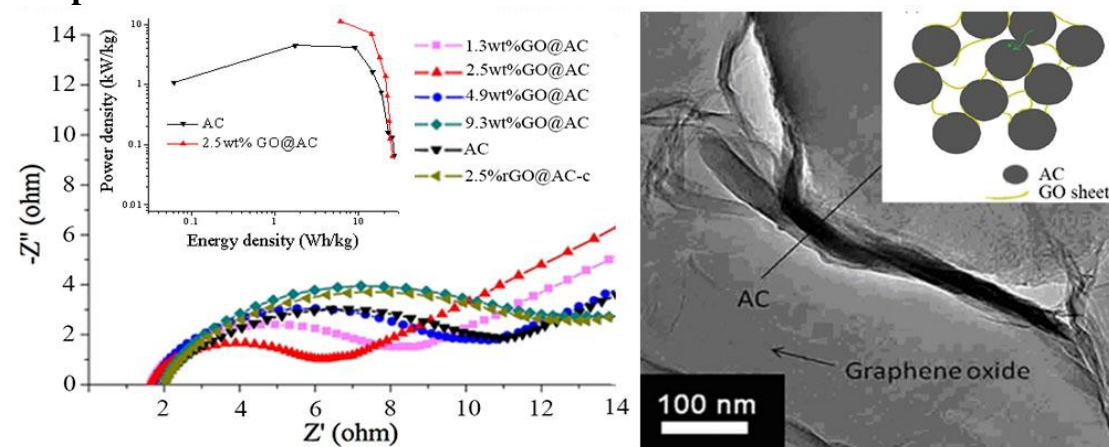 -Z" (ohm)
14
12
10
8
6
4
2
0
2
4
6
8
10
12
14
Z' (ohm)
Power density (kW/kg)
10
1
0.1
0.01
0.1
1
10
Energy density (Wh/kg)
AC
2.5wt% GO@AC
1.3wt%GO@AC
2.5wt%GO@AC
4.9wt%GO@AC
9.3wt%GO@AC
AC
2.5%rGO@AC-c
AC
GO sheet
AC
Graphene oxide
100 nm